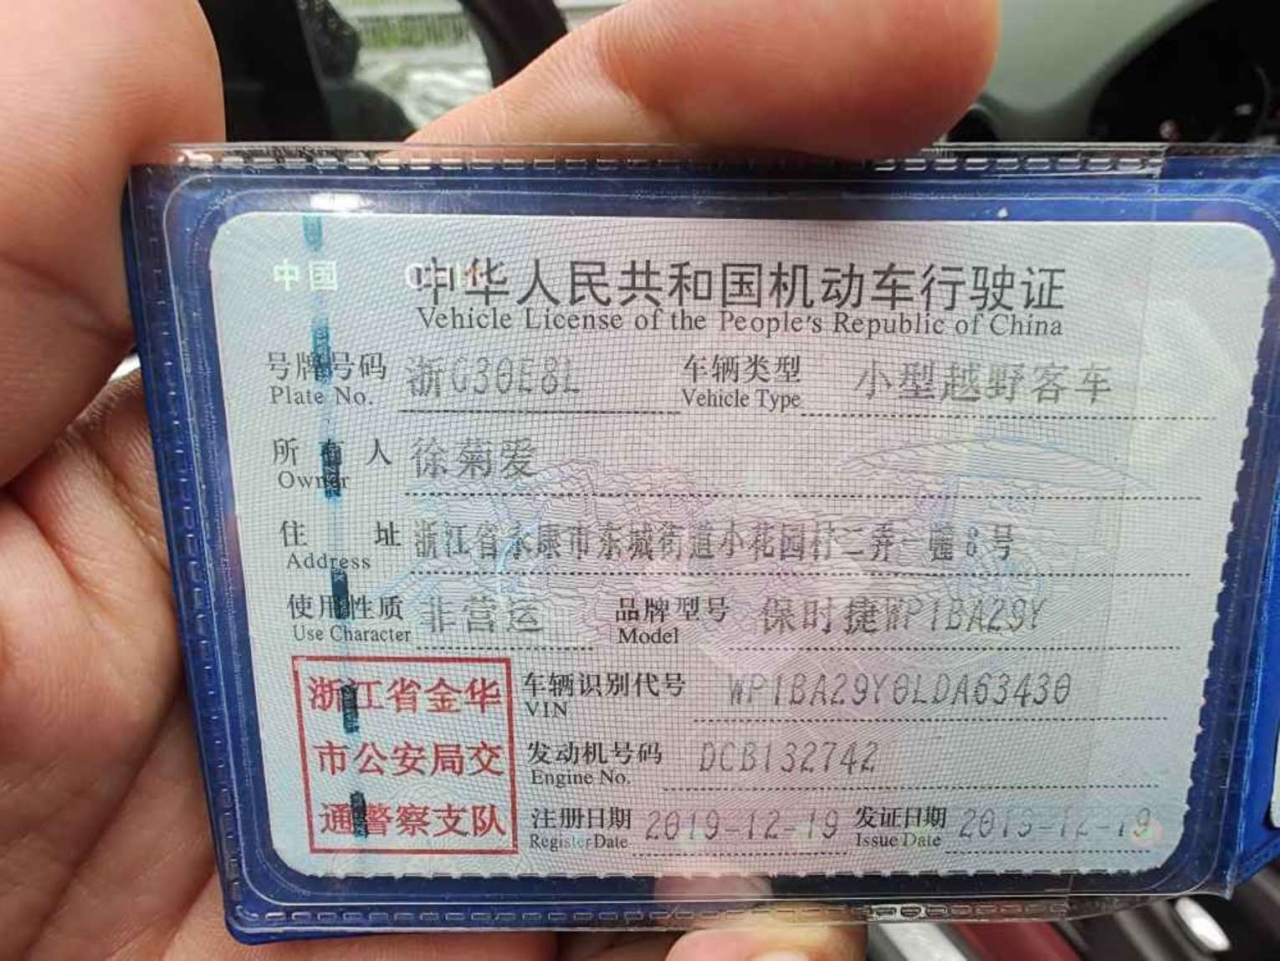 中国
中华人民共和国机动车行驶证
Vehicle License of the People's Republic of China
号牌号码 浙G30E8L 车辆类型 小型越野客车
Plate No. Vehicle Type
所有人 徐菊爱
Owner
住址 浙江省永康市东城街道小花园村二弄一幢8号
Address
使用性质 非营运 品牌型号 保时捷WP1BA29Y
Use Character Model
浙江省金华
市公安局交
通警察支队
车辆识别代号 WP1BA29Y0LDA63430
VIN
发动机号码 DCB132742
Engine No.
注册日期 2019-12-19 发证日期 2019-12-19
Register Date Issue Date